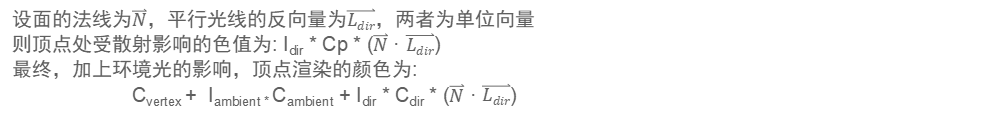 设面的法线为N⃗，平行光线的反向量为L⃗dir，两者为单位向量
则顶点处受散射影响的色值为: Idir * Cp * (N⃗ · L⃗dir)
最终，加上环境光的影响，顶点渲染的颜色为:
Cvertex + Iambient * Cambient + Idir * Cdir * (N⃗ · L⃗dir)